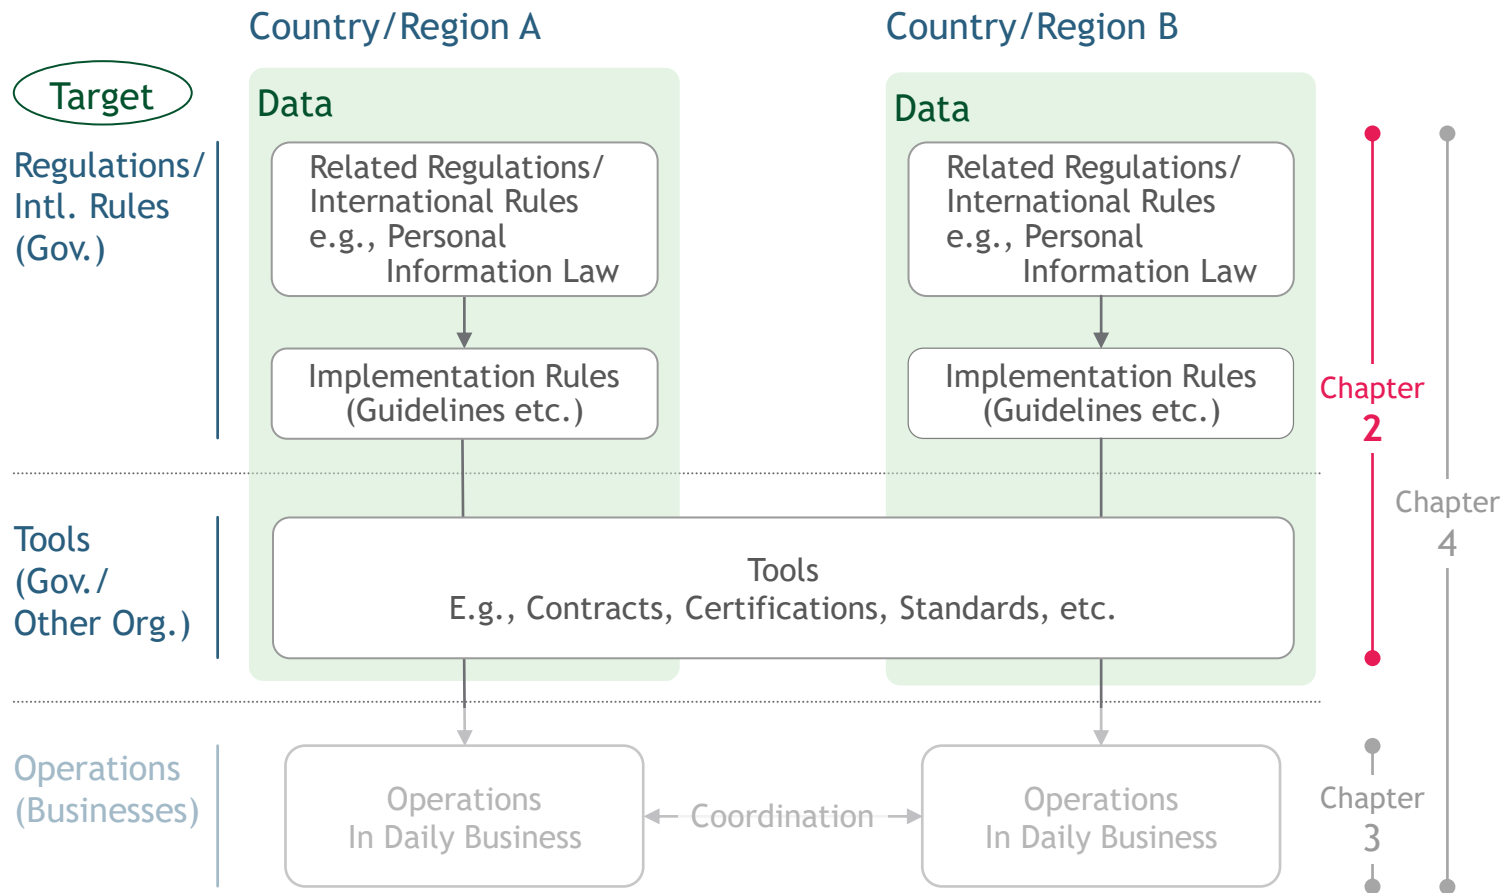 Country/Region A
Country/Region B
Target
Data
Data
Regulations/
Intl. Rules
(Gov.)
Related Regulations/
International Rules
e.g., Personal
Information Law
Related Regulations/
International Rules
e.g., Personal
Information Law
Implementation Rules
(Guidelines etc.)
Implementation Rules
(Guidelines etc.)
Chapter
2
Chapter
4
Tools
(Gov./
Other Org.)
Tools
E.g., Contracts, Certifications, Standards, etc.
Operations
(Businesses)
Operations
In Daily Business
Coordination
Operations
In Daily Business
Chapter
3